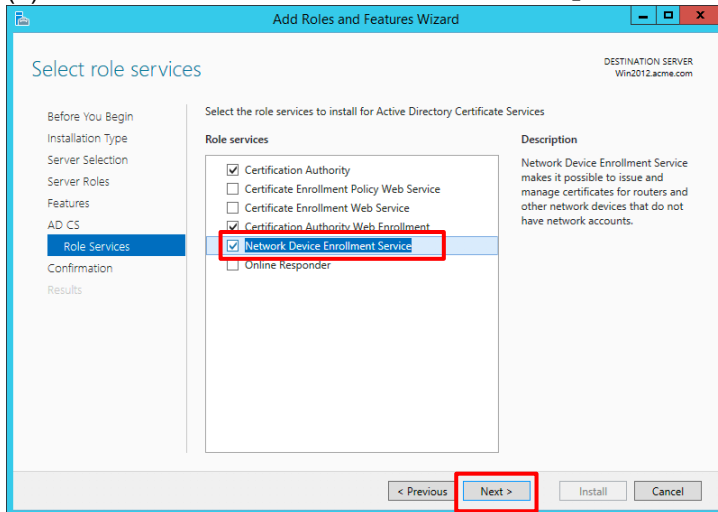 Add Roles and Features Wizard
Select role services
DESTINATION SERVER
Win2012.acme.com
Before You Begin
Installation Type
Server Selection
Server Roles
Features
AD CS
Role Services
Confirmation
Results
Select the role services to install for Active Directory Certificate Services
Role services
Certification Authority
Certificate Enrollment Policy Web Service
Certificate Enrollment Web Service
Certification Authority Web Enrollment
Network Device Enrollment Service
Online Responder
Description
Network Device Enrollment Service
makes it possible to issue and
manage certificates for routers and
other network devices that do not
have network accounts.
< Previous
Next >
Install
Cancel